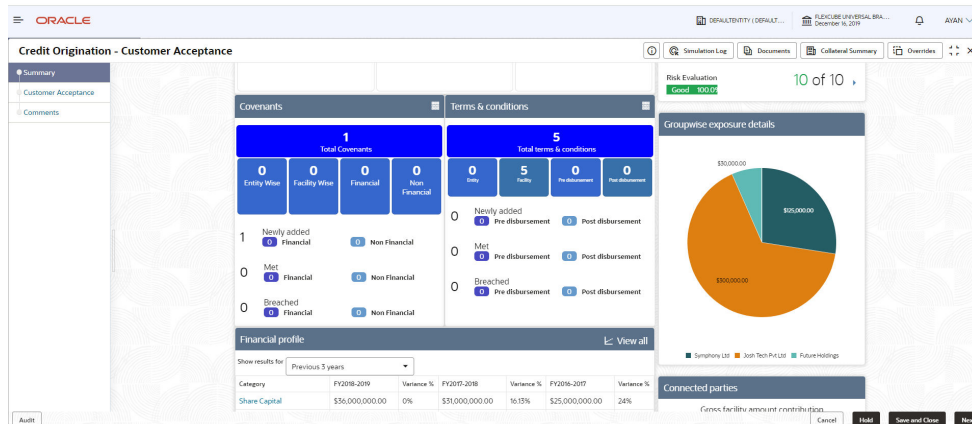 ORACLE
DEFAULTENTITY ( DEFAULT....
FLEXCUBE UNIVERSAL BRA...
December 16, 2019
AYAN
Credit Origination - Customer Acceptance
Simulation Log
Documents
Collateral Summary
Overrides
Summary
Customer Acceptance
Comments
Covenants
1
Total Covenants
0 0 0 0
Entity Wise Facility Wise Financial Non Financial
1 Newly added
0 Financial 0 Non Financial
0 Met
0 Financial 0 Non Financial
0 Breached
0 Financial 0 Non Financial
Terms & conditions
5
Total terms & conditions
0 5 0 0
Entity Facility Pre disbursement Post disbursement
0 Newly added
0 Pre disbursement 0 Post disbursement
0 Met
0 Pre disbursement 0 Post disbursement
0 Breached
0 Pre disbursement 0 Post disbursement
Financial profile View all
Show results for Previous 3 years
Category FY2018-2019 Variance % FY2017-2018 Variance % FY2016-2017 Variance %
Share Capital $36,000,000.00 0% $31,000,000.00 16.13% $25,000,000.00 24%
Risk Evaluation
Good 100.0%
10 of 10
Groupwise exposure details
$30,000.00
$125,000.00
$300,000.00
Symphony Ltd Josh Tech Pvt Ltd Future Holdings
Connected parties
Gross facility amount contribution
Audit
Cancel
Hold
Save and Close